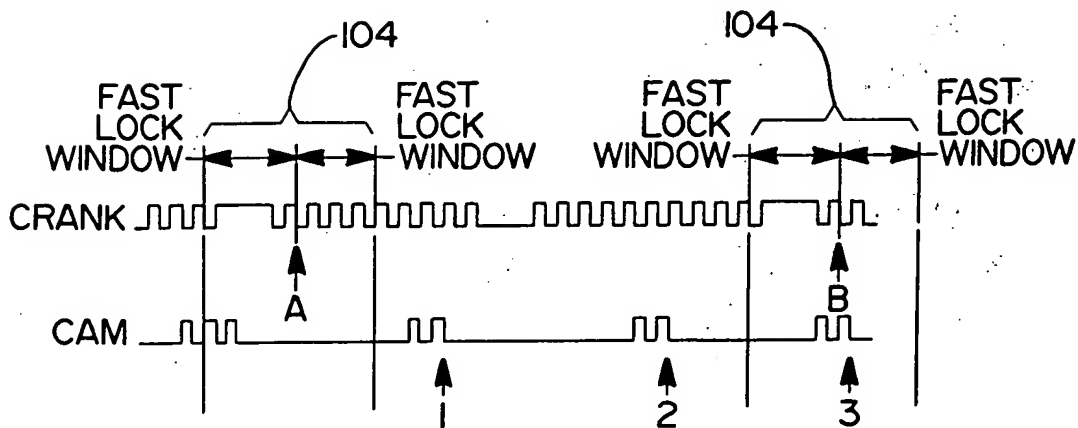 104
104
FAST
LOCK
WINDOW
FAST
LOCK
WINDOW
FAST
LOCK
WINDOW
FAST
LOCK
WINDOW
CRANK
A
B
CAM
1
2
3